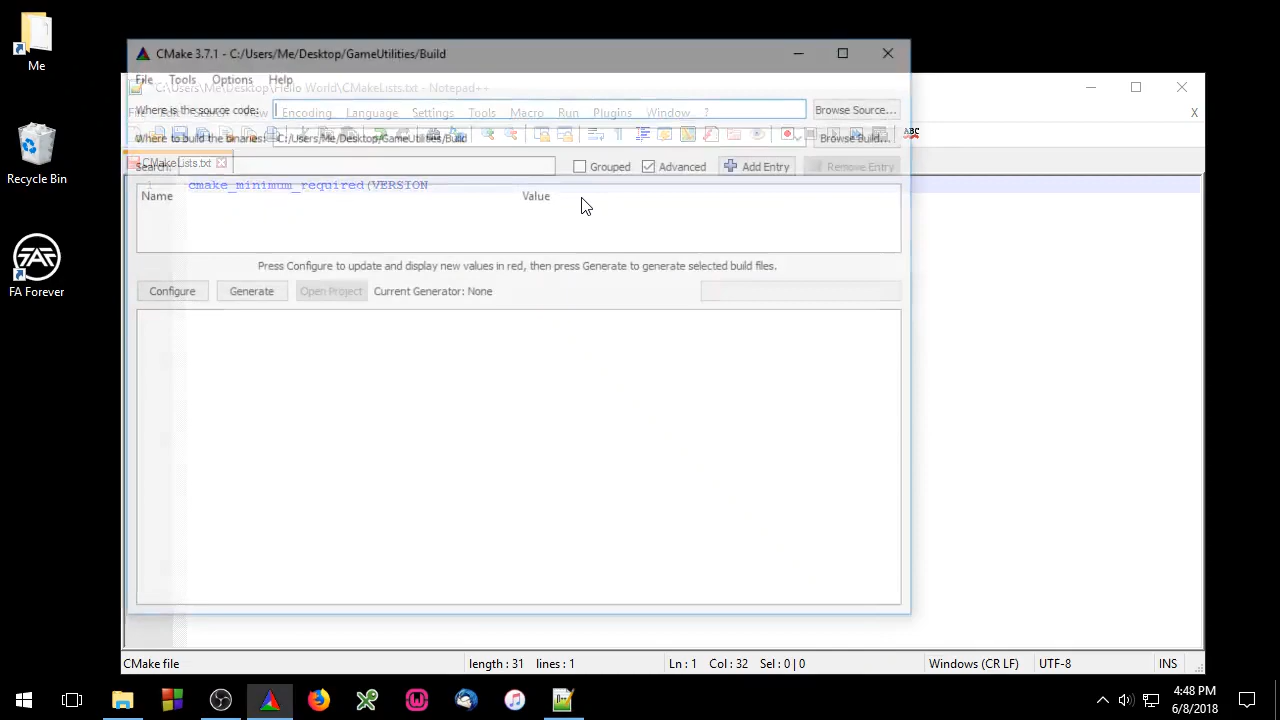 Me
Recycle Bin
FA Forever
CMake 3.7.1 - C:/Users/Me/Desktop/GameUtilities/Build
File Tools Options Help
C:\Users\Me\Desktop\Hello World\CMakeLists.txt - Notepad++
Where is the source code:
Browse Source...
Encoding Language Settings Tools Macro Run Plugins Window ?
X
Where to build the binaries: C:/Users/Me/Desktop/GameUtilities/Build
Browse Build...
ABC
CMakeLists.txt
Search:
Grouped
Advanced
Add Entry
Remove Entry
1 cmake_minimum_required(VERSION
Name Value
Press Configure to update and display new values in red, then press Generate to generate selected build files.
Configure Generate Open Project Current Generator: None
CMake file length : 31 lines : 1 Ln : 1 Col : 32 Sel : 0 | 0 Windows (CR LF) UTF-8 INS
4:48 PM
6/8/2018